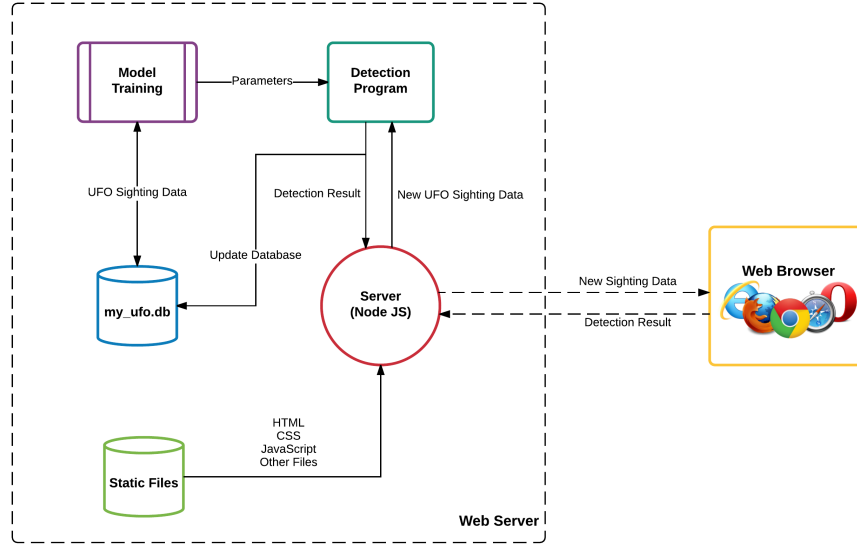 Model
Training
Parameters
Detection
Program
UFO Sighting Data
Detection Result
New UFO Sighting Data
Update Database
my_ufo.db
Server
(Node JS)
New Sighting Data
Detection Result
Web Browser
HTML
CSS
JavaScript
Other Files
Static Files
Web Server